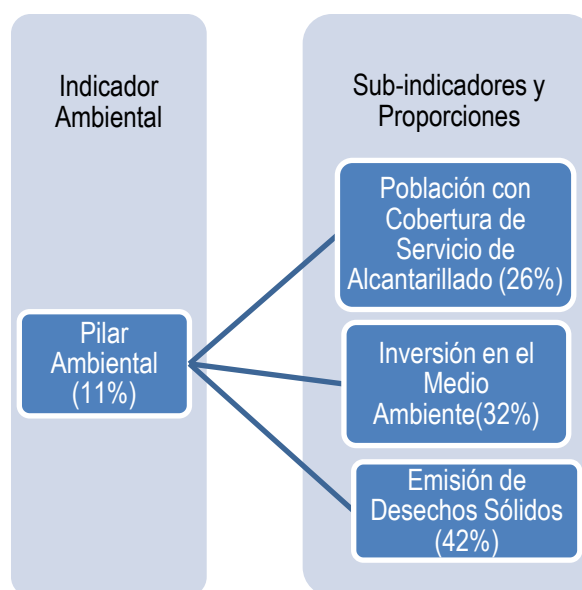 Indicador
Ambiental
Sub-indicadores y
Proporciones
Población con
Cobertura de
Servicio de
Alcantarillado (26%)
Pilar
Ambiental
(11%)
Inversión en el
Medio
Ambiente(32%)
Emisión de
Desechos Sólidos
(42%)